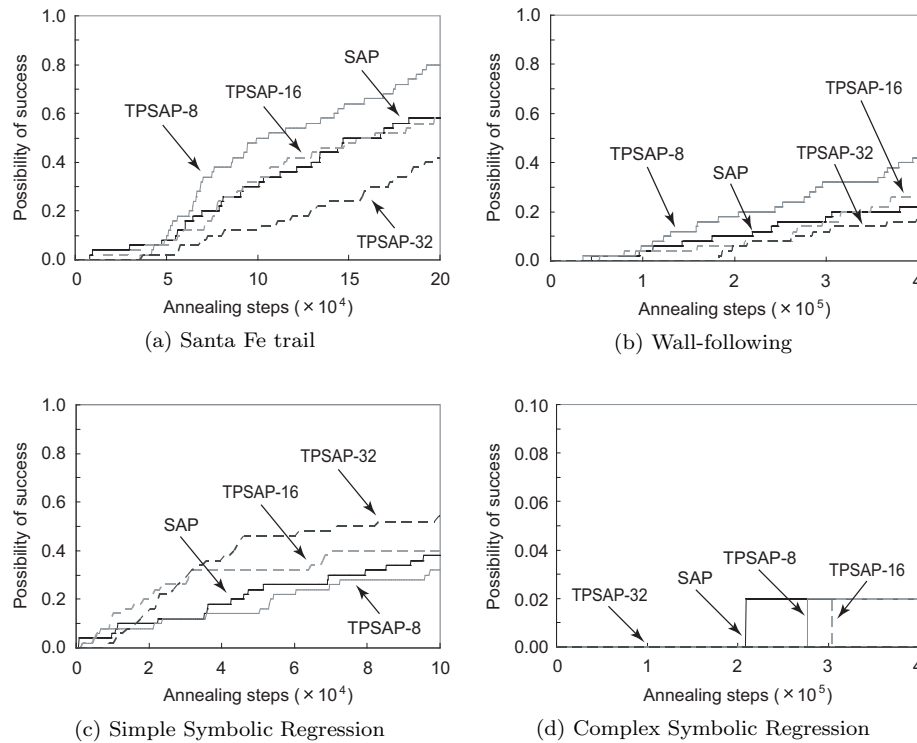 1.0
0.8
0.6
0.4
0.2
0.0
Possibility of success
SAP
TPSAP-16
TPSAP-8
TPSAP-32
0 5 10 15 20
Annealing steps (×10⁴)
(a) Santa Fe trail
1.0
0.8
0.6
0.4
0.2
0.0
Possibility of success
TPSAP-16
TPSAP-8
TPSAP-32
SAP
0 1 2 3 4
Annealing steps (×10⁵)
(b) Wall-following
1.0
0.8
0.6
0.4
0.2
0.0
Possibility of success
TPSAP-32
TPSAP-16
SAP
TPSAP-8
0 2 4 6 8 10
Annealing steps (×10⁴)
(c) Simple Symbolic Regression
0.10
0.08
0.06
0.04
0.02
0.00
Possibility of success
TPSAP-8
SAP
TPSAP-16
TPSAP-32
0 1 2 3 4
Annealing steps (×10⁵)
(d) Complex Symbolic Regression